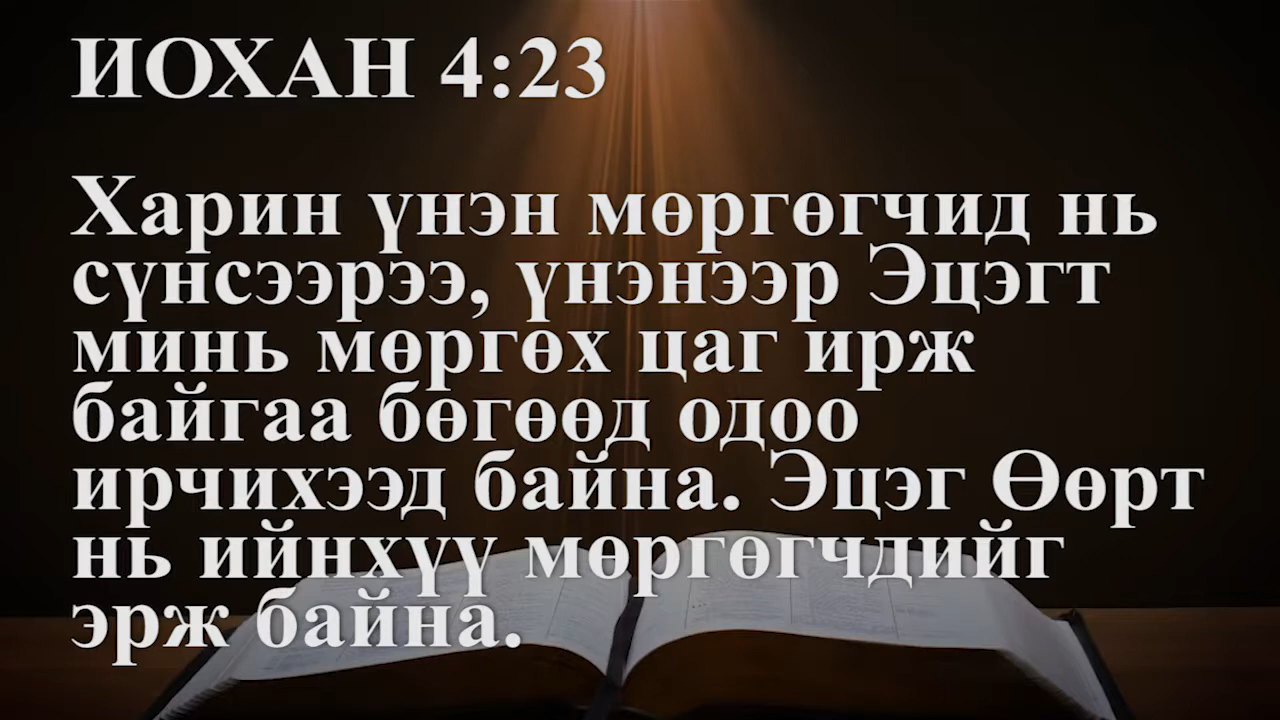 ИОХАН 4:23
Харин үнэн мөргөгчид нь
сүнсээрээ, үнэнээр Эцэгт
минь мөргөх цаг ирж
байгаа бөгөөд одоо
ирчихээд байна. Эцэг Өөрт
нь ийнхүү мөргөгчдийг
эрж байна.